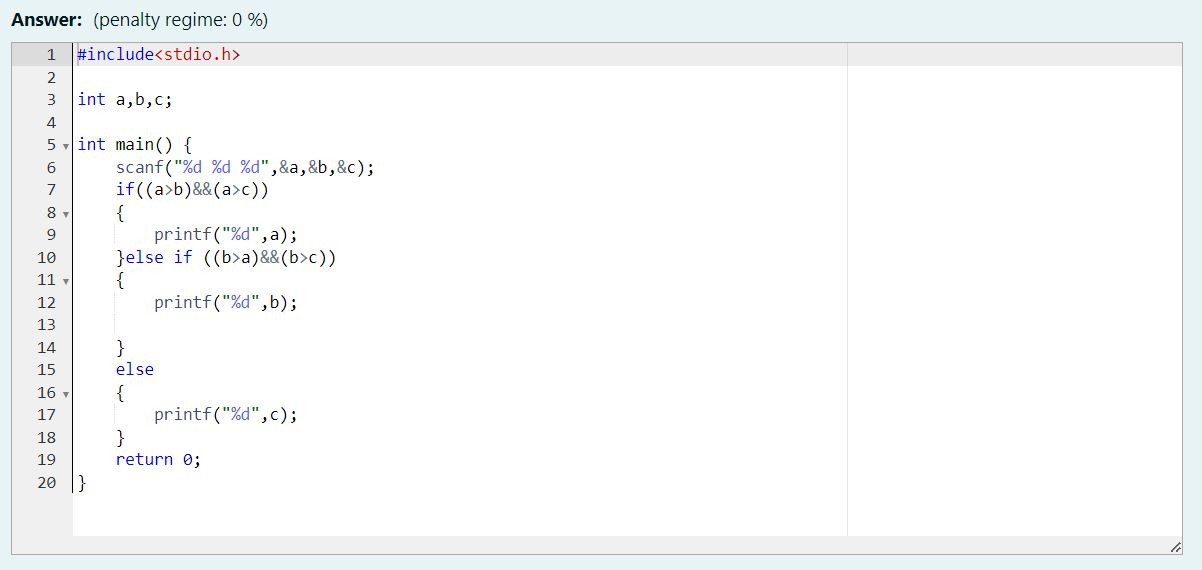 Answer: (penalty regime: 0 %)
1 #include<stdio.h>
2
3 int a,b,c;
4
5 int main() {
6     scanf("%d %d %d",&a,&b,&c);
7     if((a>b)&&(a>c))
8     {
9         printf("%d",a);
10     }else if ((b>a)&&(b>c))
11     {
12         printf("%d",b);
13
14     }
15     else
16     {
17         printf("%d",c);
18     }
19     return 0;
20 }